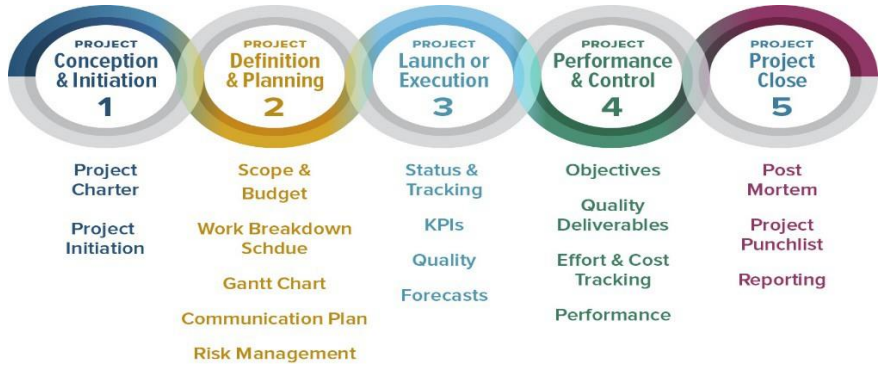 PROJECT
Conception
& Initiation
1
Project
Charter
Project
Initiation
PROJECT
Definition
& Planning
2
Scope &
Budget
Work Breakdown
Schdue
Gantt Chart
Communication Plan
Risk Management
PROJECT
Launch or
Execution
3
Status &
Tracking
KPIs
Quality
Forecasts
PROJECT
Performance
& Control
4
Objectives
Quality
Deliverables
Effort & Cost
Tracking
Performance
PROJECT
Project
Close
5
Post
Mortem
Project
Punchlist
Reporting